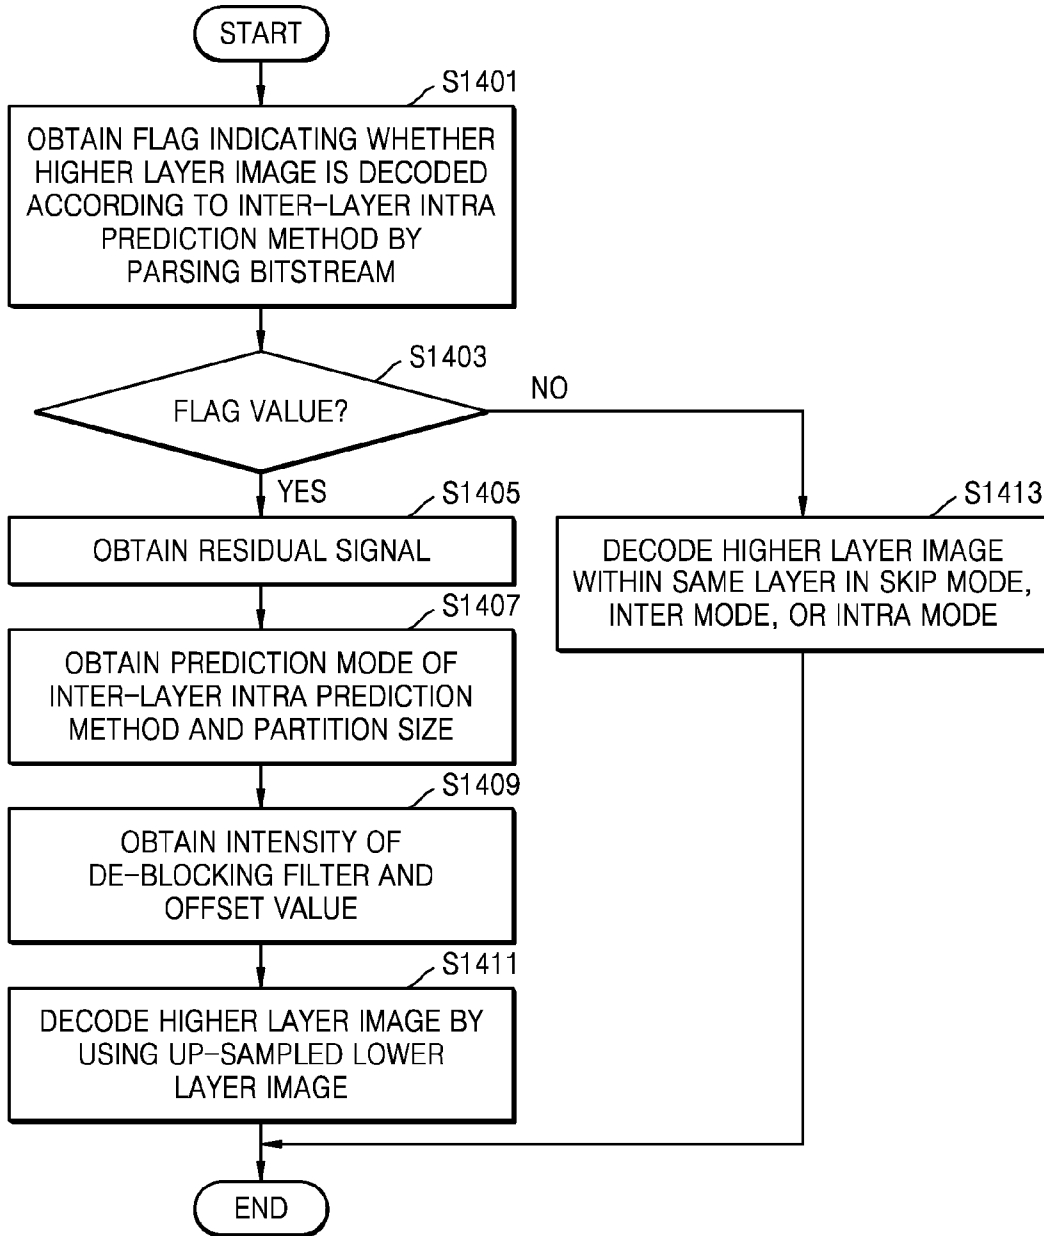 START
S1401
OBTAIN FLAG INDICATING WHETHER
HIGHER LAYER IMAGE IS DECODED
ACCORDING TO INTER-LAYER INTRA
PREDICTION METHOD BY
PARSING BITSTREAM
S1403
FLAG VALUE?
NO
YES
S1405
OBTAIN RESIDUAL SIGNAL
S1413
DECODE HIGHER LAYER IMAGE
WITHIN SAME LAYER IN SKIP MODE,
INTER MODE, OR INTRA MODE
S1407
OBTAIN PREDICTION MODE OF
INTER-LAYER INTRA PREDICTION
METHOD AND PARTITION SIZE
S1409
OBTAIN INTENSITY OF
DE-BLOCKING FILTER AND
OFFSET VALUE
S1411
DECODE HIGHER LAYER IMAGE BY
USING UP-SAMPLED LOWER
LAYER IMAGE
END